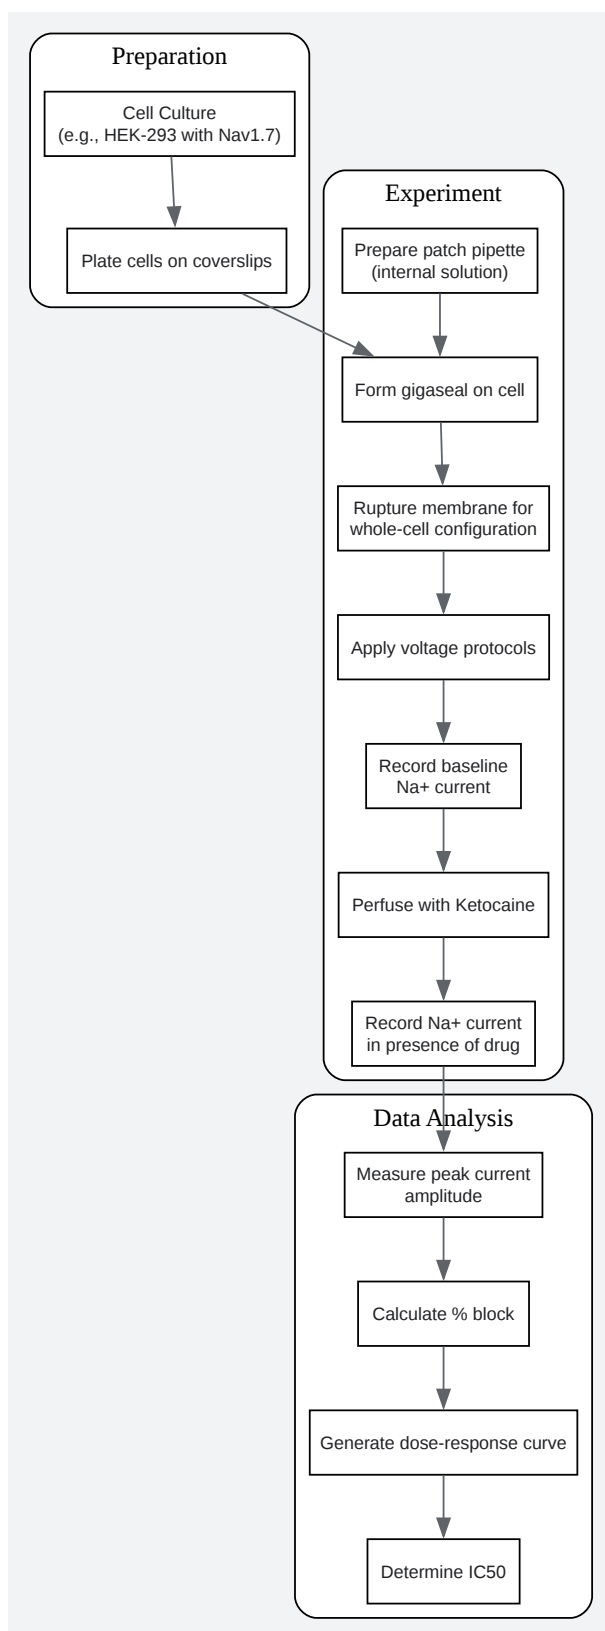 Preparation
Cell Culture
(e.g., HEK-293 with Nav1.7)
Plate cells on coverslips
Experiment
Prepare patch pipette
(internal solution)
Form gigaseal on cell
Rupture membrane for
whole-cell configuration
Apply voltage protocols
Record baseline
Na+ current
Perfuse with Ketocaine
Record Na+ current
in presence of drug
Data Analysis
Measure peak current
amplitude
Calculate % block
Generate dose-response curve
Determine IC50